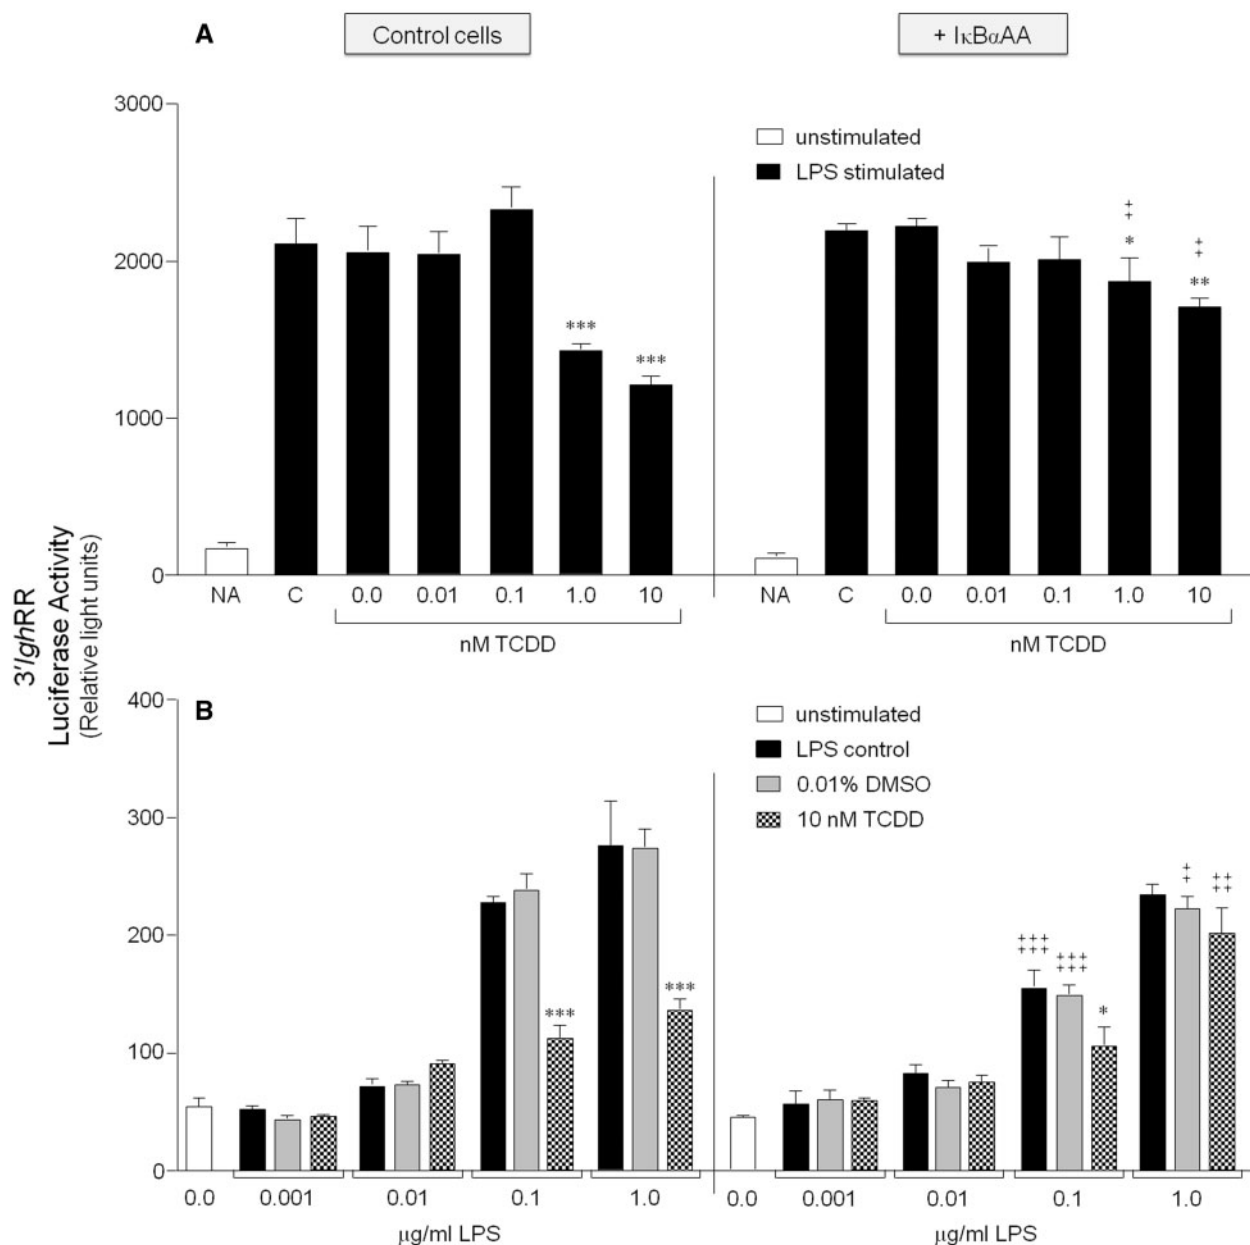 A
Control cells
+ IκBαAA
3000
2000
1000
0
unstimulated
LPS stimulated
***
***
‡
*
‡
**
NA C 0.0 0.01 0.1 1.0 10
nM TCDD
NA C 0.0 0.01 0.1 1.0 10
nM TCDD
3'IghRR
Luciferase Activity
(Relative light units)
B
400
300
200
100
0
unstimulated
LPS control
0.01% DMSO
10 nM TCDD
***
***
‡‡‡
‡‡‡
*
‡
‡‡
0.0 0.001 0.01 0.1 1.0
μg/ml LPS
0.0 0.001 0.01 0.1 1.0
μg/ml LPS